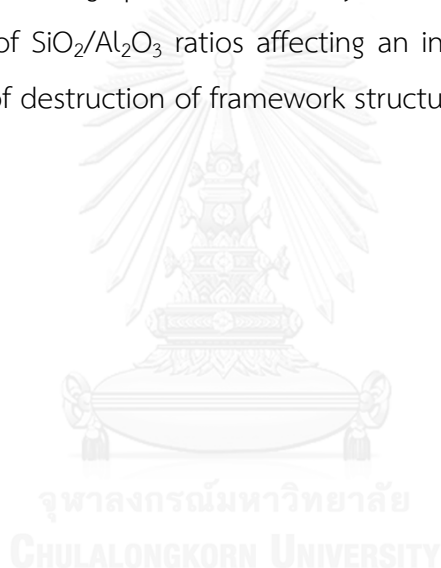 of SiO₂/Al₂O₃ ratios affecting an in
of destruction of framework structu
จุฬาลงกรณ์มหาวิทยาลัย
CHULALONGKORN UNIVERSITY